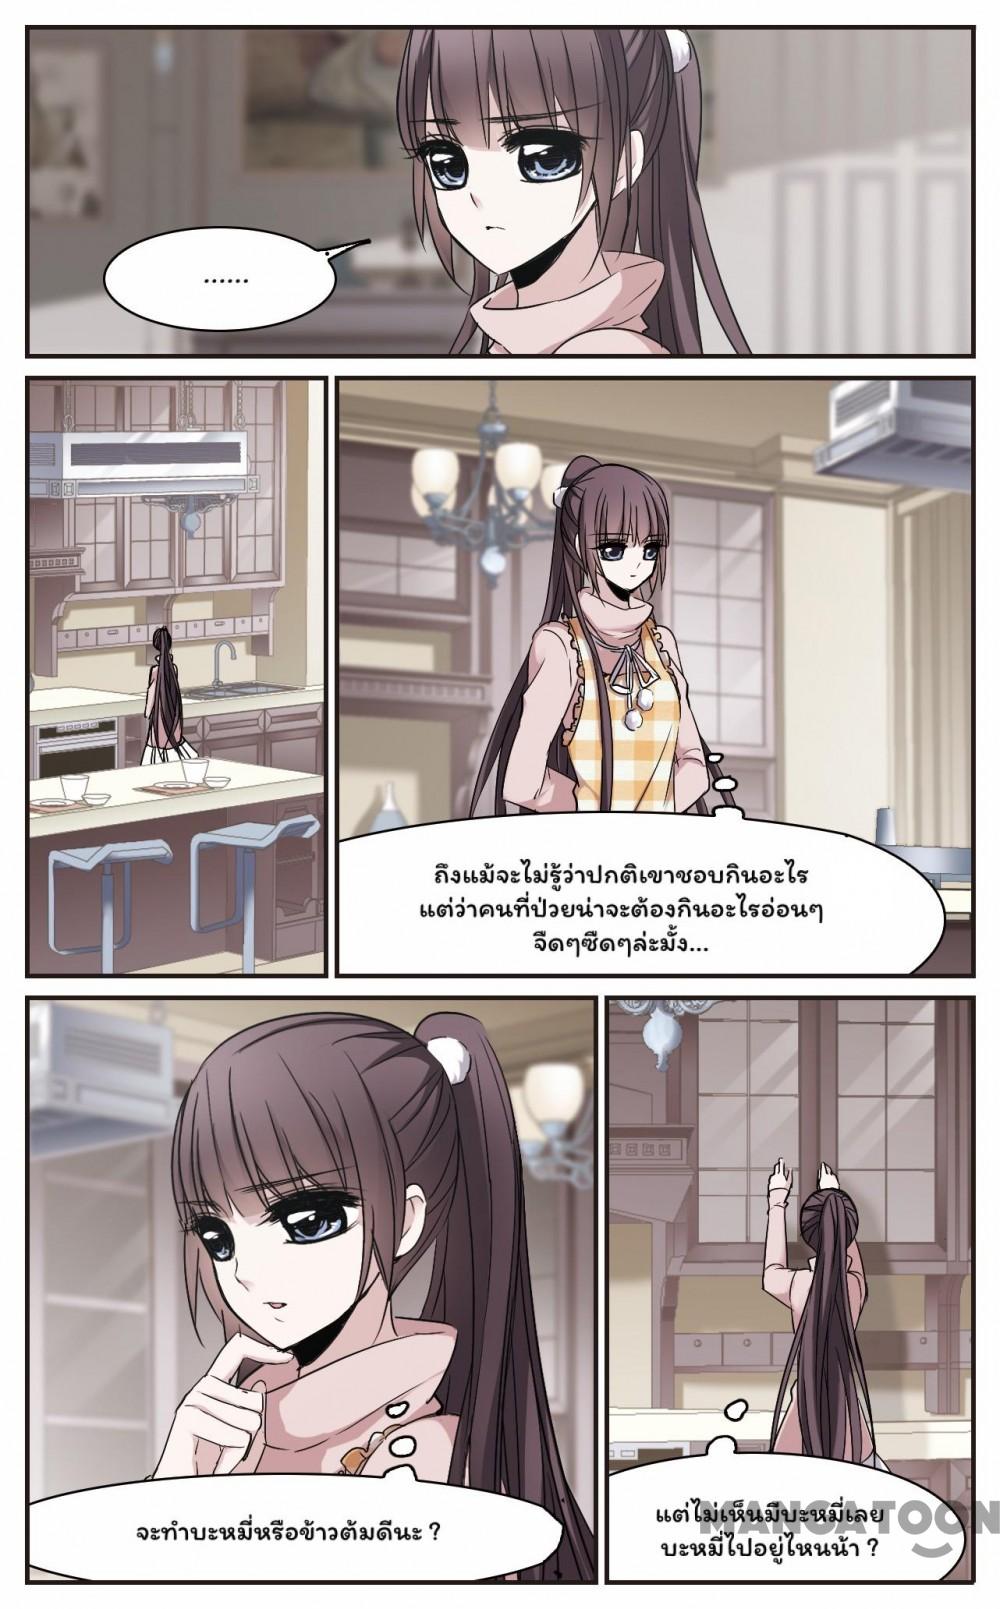 ......
ถึงแม้จะไม่รู้ว่าปกติเขาชอบกินอะไร
แต่ว่าคนที่ป่วยน่าจะต้องกินอะไรอ่อนๆ
จืดๆซืดๆล่ะมั้ง...
จะทำบะหมี่หรือข้าวต้มดีนะ ?
แต่ไม่เห็นมีบะหมี่เลย
บะหมี่ไปอยู่ไหนน้า ?
MANGATOON